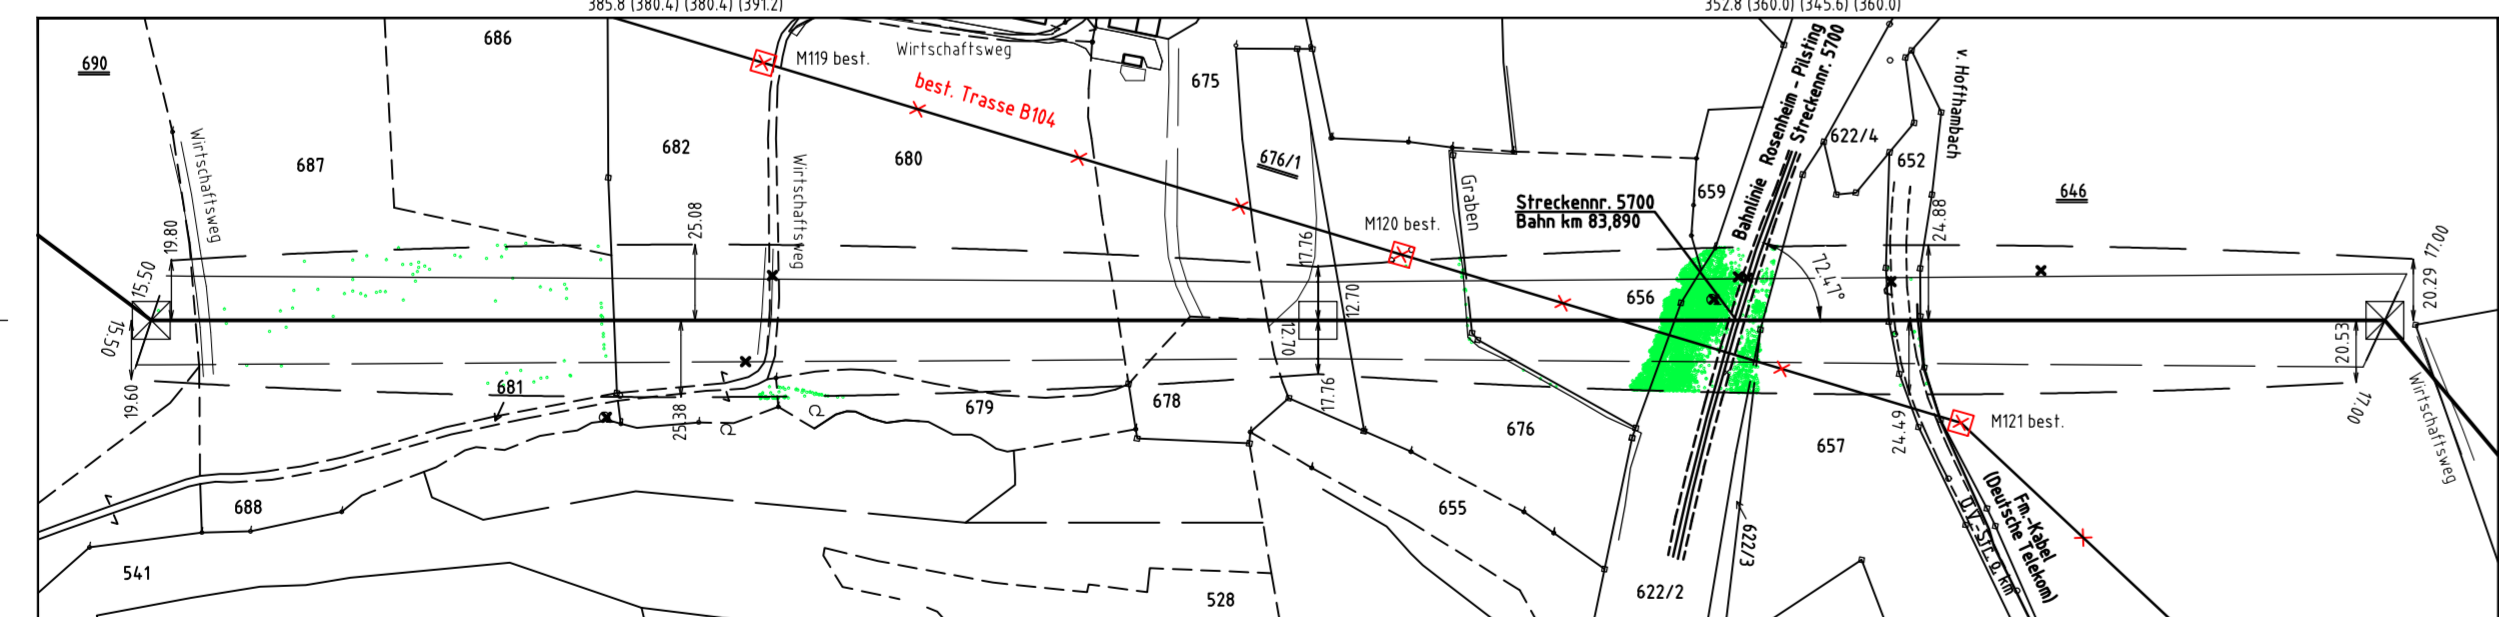 385.8 (380.4) (380.4) (391.2)
352.8 (360.0) (345.6) (360.0)
690
686
M119 best.
Wirtschaftsweg
best. Trasse B104
675
Bahnlinie Rosenheim - Pilsting
Streckennr. 5700
v. Hofthambach
687
Wirtschaftsweg
682
Wirtschaftsweg
680
676/1
Graben
659
622/4
652
646
Streckennr. 5700
Bahn km 83,890
M120 best.
19.80
15.50
25.08
17.76
12.70
656
72.47°
24.88
17.00
20.29
15.50
19.60
12.70
17.76
20.53
17.00
681
25.38
679
678
676
657
24.49
M121 best.
Wirtschaftsweg
688
655
622/3
Fm.-Kabel
(Deutsche Telekom)
541
528
622/2